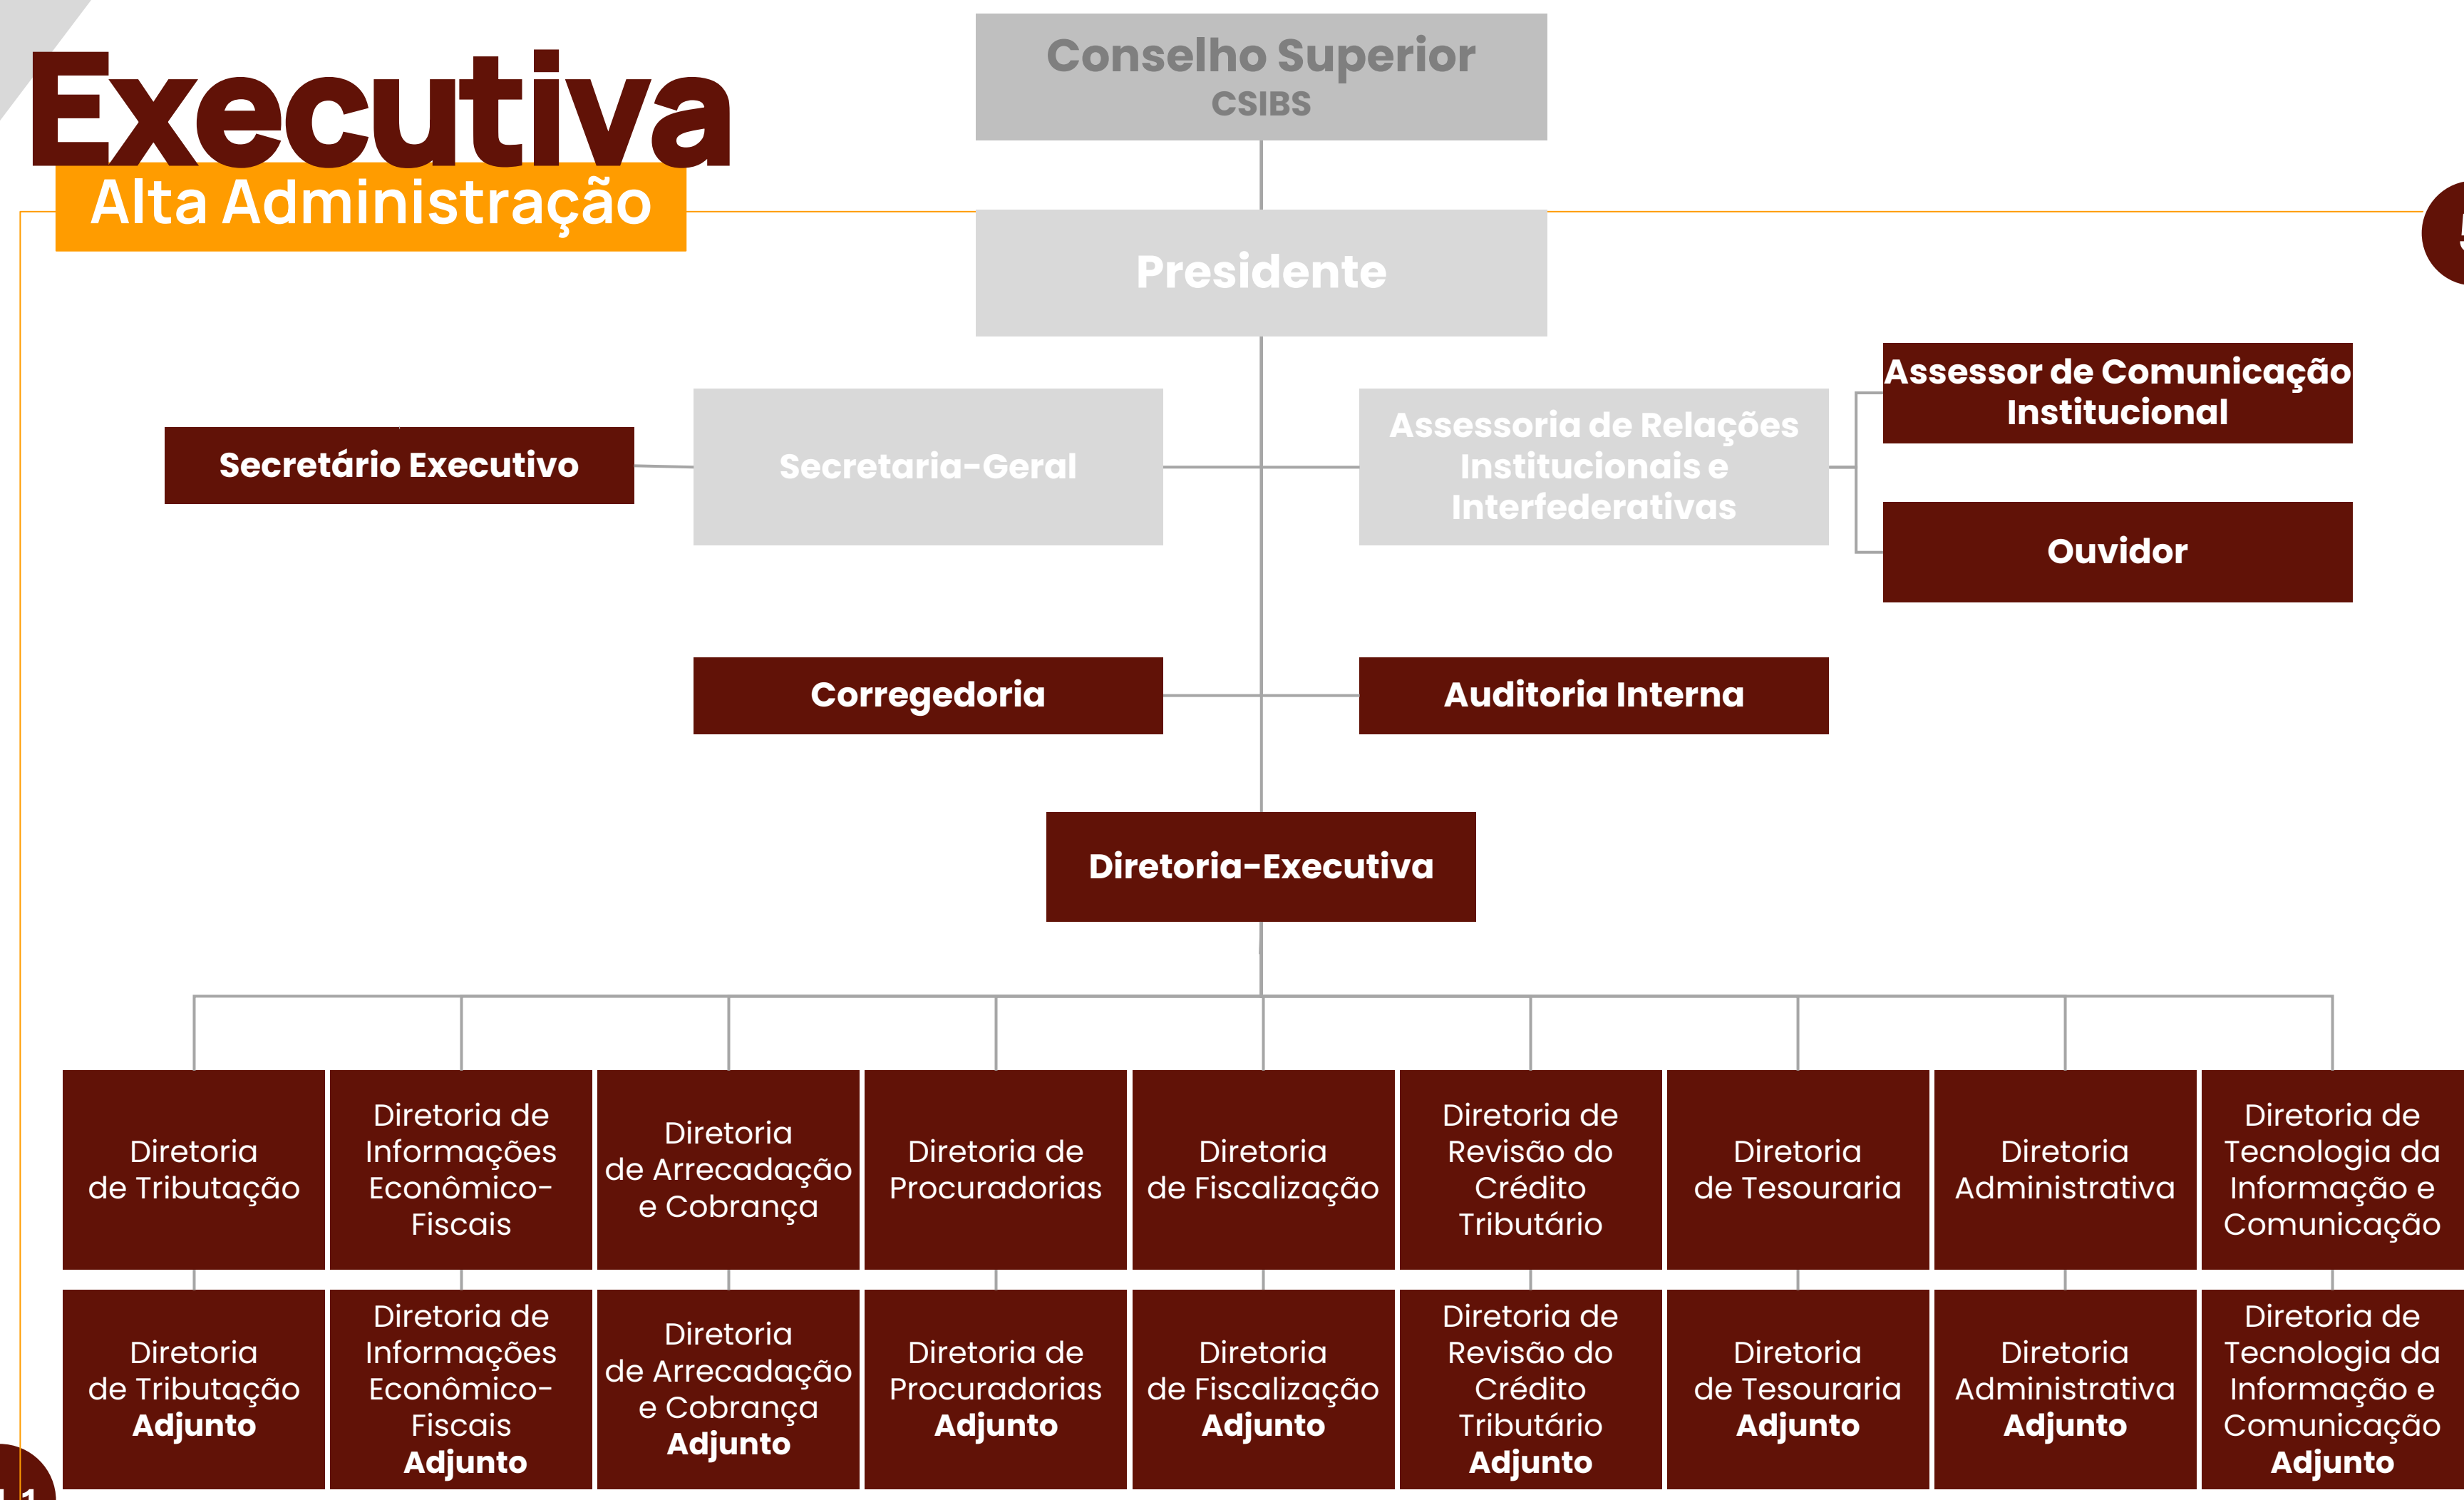 Executiva
Alta Administração
Conselho Superior
CSIBS
Presidente
Secretário Executivo
Secretaria-Geral
Assessoria de Relações
Institucionais e
Interfederativas
Assessor de Comunicação
Institucional
Ouvidor
Corregedoria
Auditoria Interna
Diretoria-Executiva
Diretoria
de Tributação
Diretoria de
Informações
Econômico-
Fiscais
Diretoria
de Arrecadação
e Cobrança
Diretoria de
Procuradorias
Diretoria
de Fiscalização
Diretoria de
Revisão do
Crédito
Tributário
Diretoria
de Tesouraria
Diretoria
Administrativa
Diretoria de
Tecnologia da
Informação e
Comunicação
Diretoria
de Tributação
Adjunto
Diretoria de
Informações
Econômico-
Fiscais
Adjunto
Diretoria
de Arrecadação
e Cobrança
Adjunto
Diretoria de
Procuradorias
Adjunto
Diretoria
de Fiscalização
Adjunto
Diretoria de
Revisão do
Crédito
Tributário
Adjunto
Diretoria
de Tesouraria
Adjunto
Diretoria
Administrativa
Adjunto
Diretoria de
Tecnologia da
Informação e
Comunicação
Adjunto